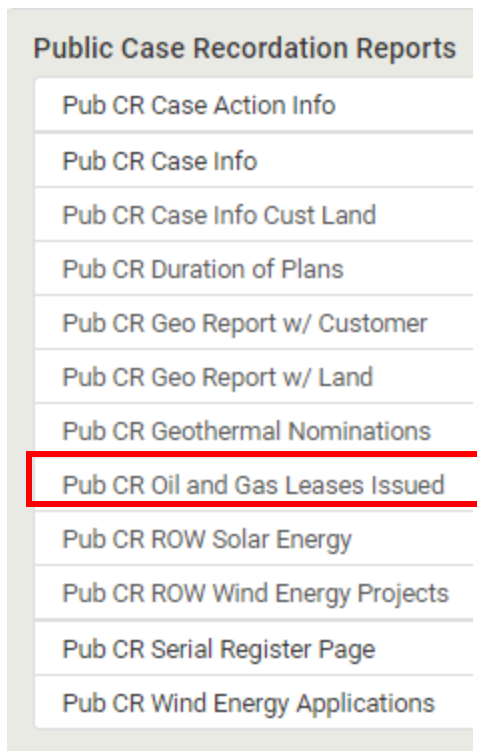 Public Case Recordation Reports
Pub CR Case Action Info
Pub CR Case Info
Pub CR Case Info Cust Land
Pub CR Duration of Plans
Pub CR Geo Report w/ Customer
Pub CR Geo Report w/ Land
Pub CR Geothermal Nominations
Pub CR Oil and Gas Leases Issued
Pub CR ROW Solar Energy
Pub CR ROW Wind Energy Projects
Pub CR Serial Register Page
Pub CR Wind Energy Applications